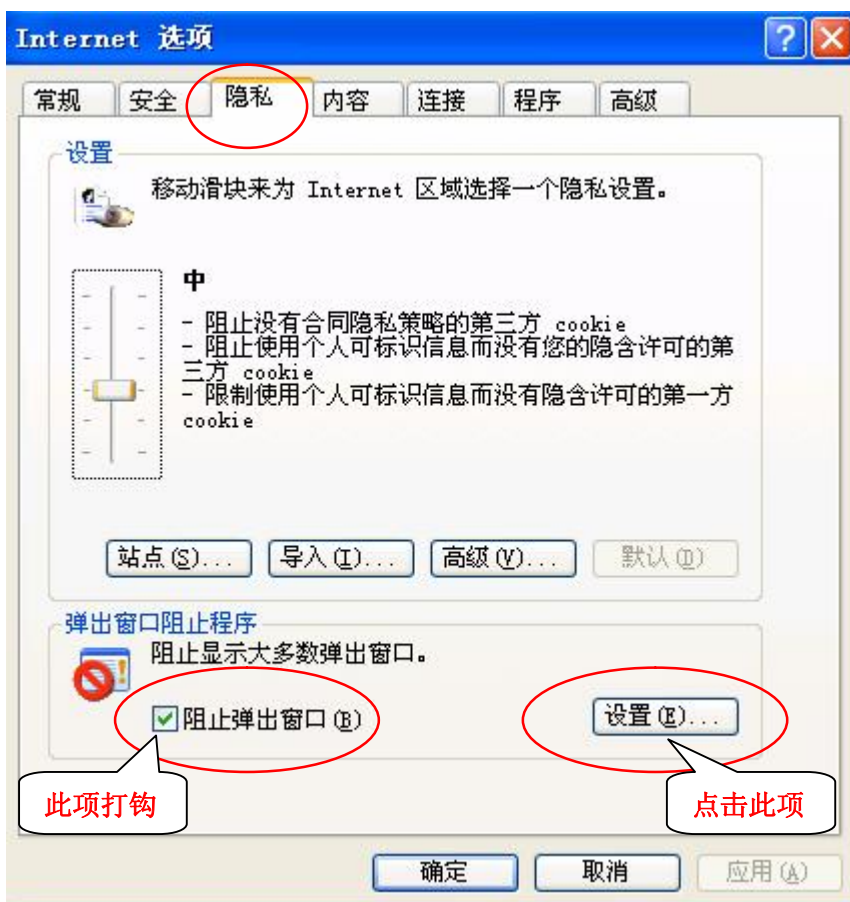 Internet 选项
常规 安全 隐私 内容 连接 程序 高级
设置
移动滑块来为 Internet 区域选择一个隐私设置。
中
- 阻止没有合同隐私策略的第三方 cookie
- 阻止使用个人可标识信息而没有您的隐含许可的第
三方 cookie
- 限制使用个人可标识信息而没有隐含许可的第一方
cookie
站点(S)... 导入(I)... 高级(V)... 默认(D)
弹出窗口阻止程序
阻止显示大多数弹出窗口。
阻止弹出窗口(B) 设置(E)...
此项打钩 点击此项
确定 取消 应用(A)